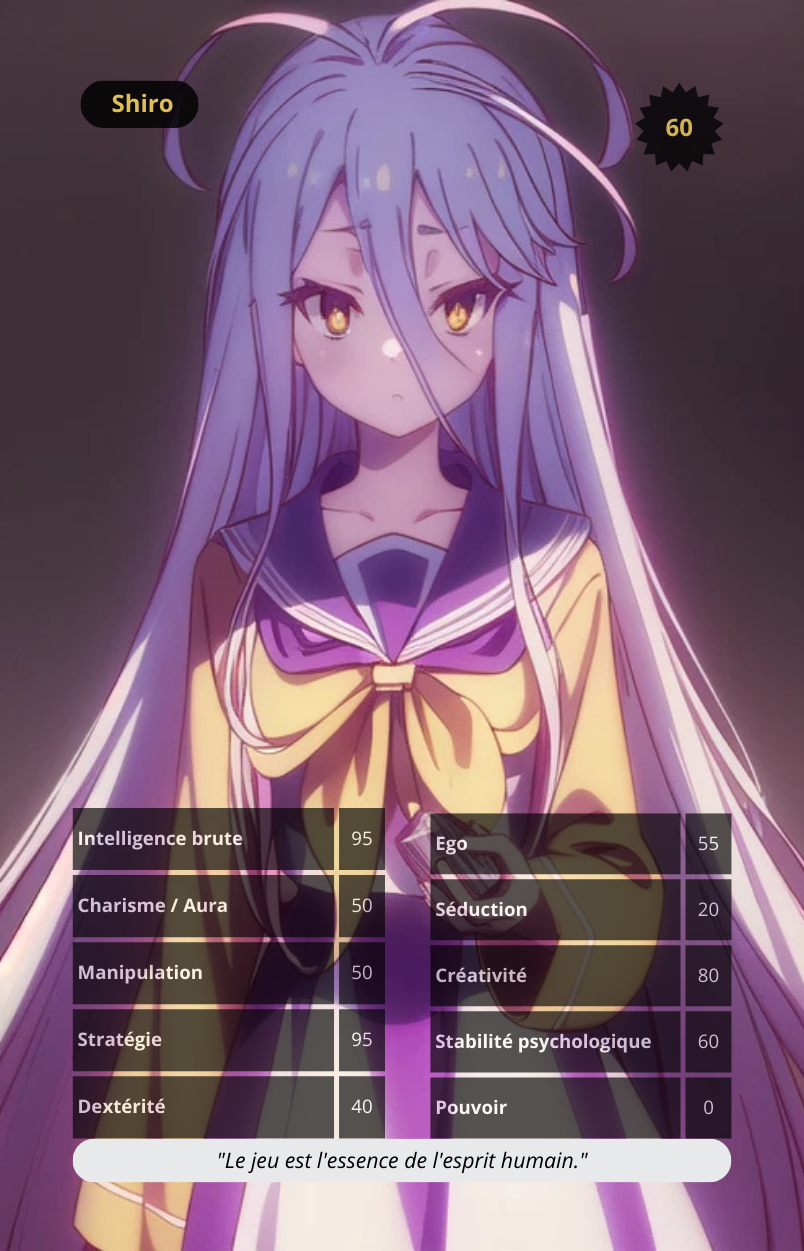 Shiro
60
Intelligence brute 95
Charisme / Aura 50
Manipulation 50
Stratégie 95
Dextérité 40
Ego 55
Séduction 20
Créativité 80
Stabilité psychologique 60
Pouvoir 0
"Le jeu est l'essence de l'esprit humain."